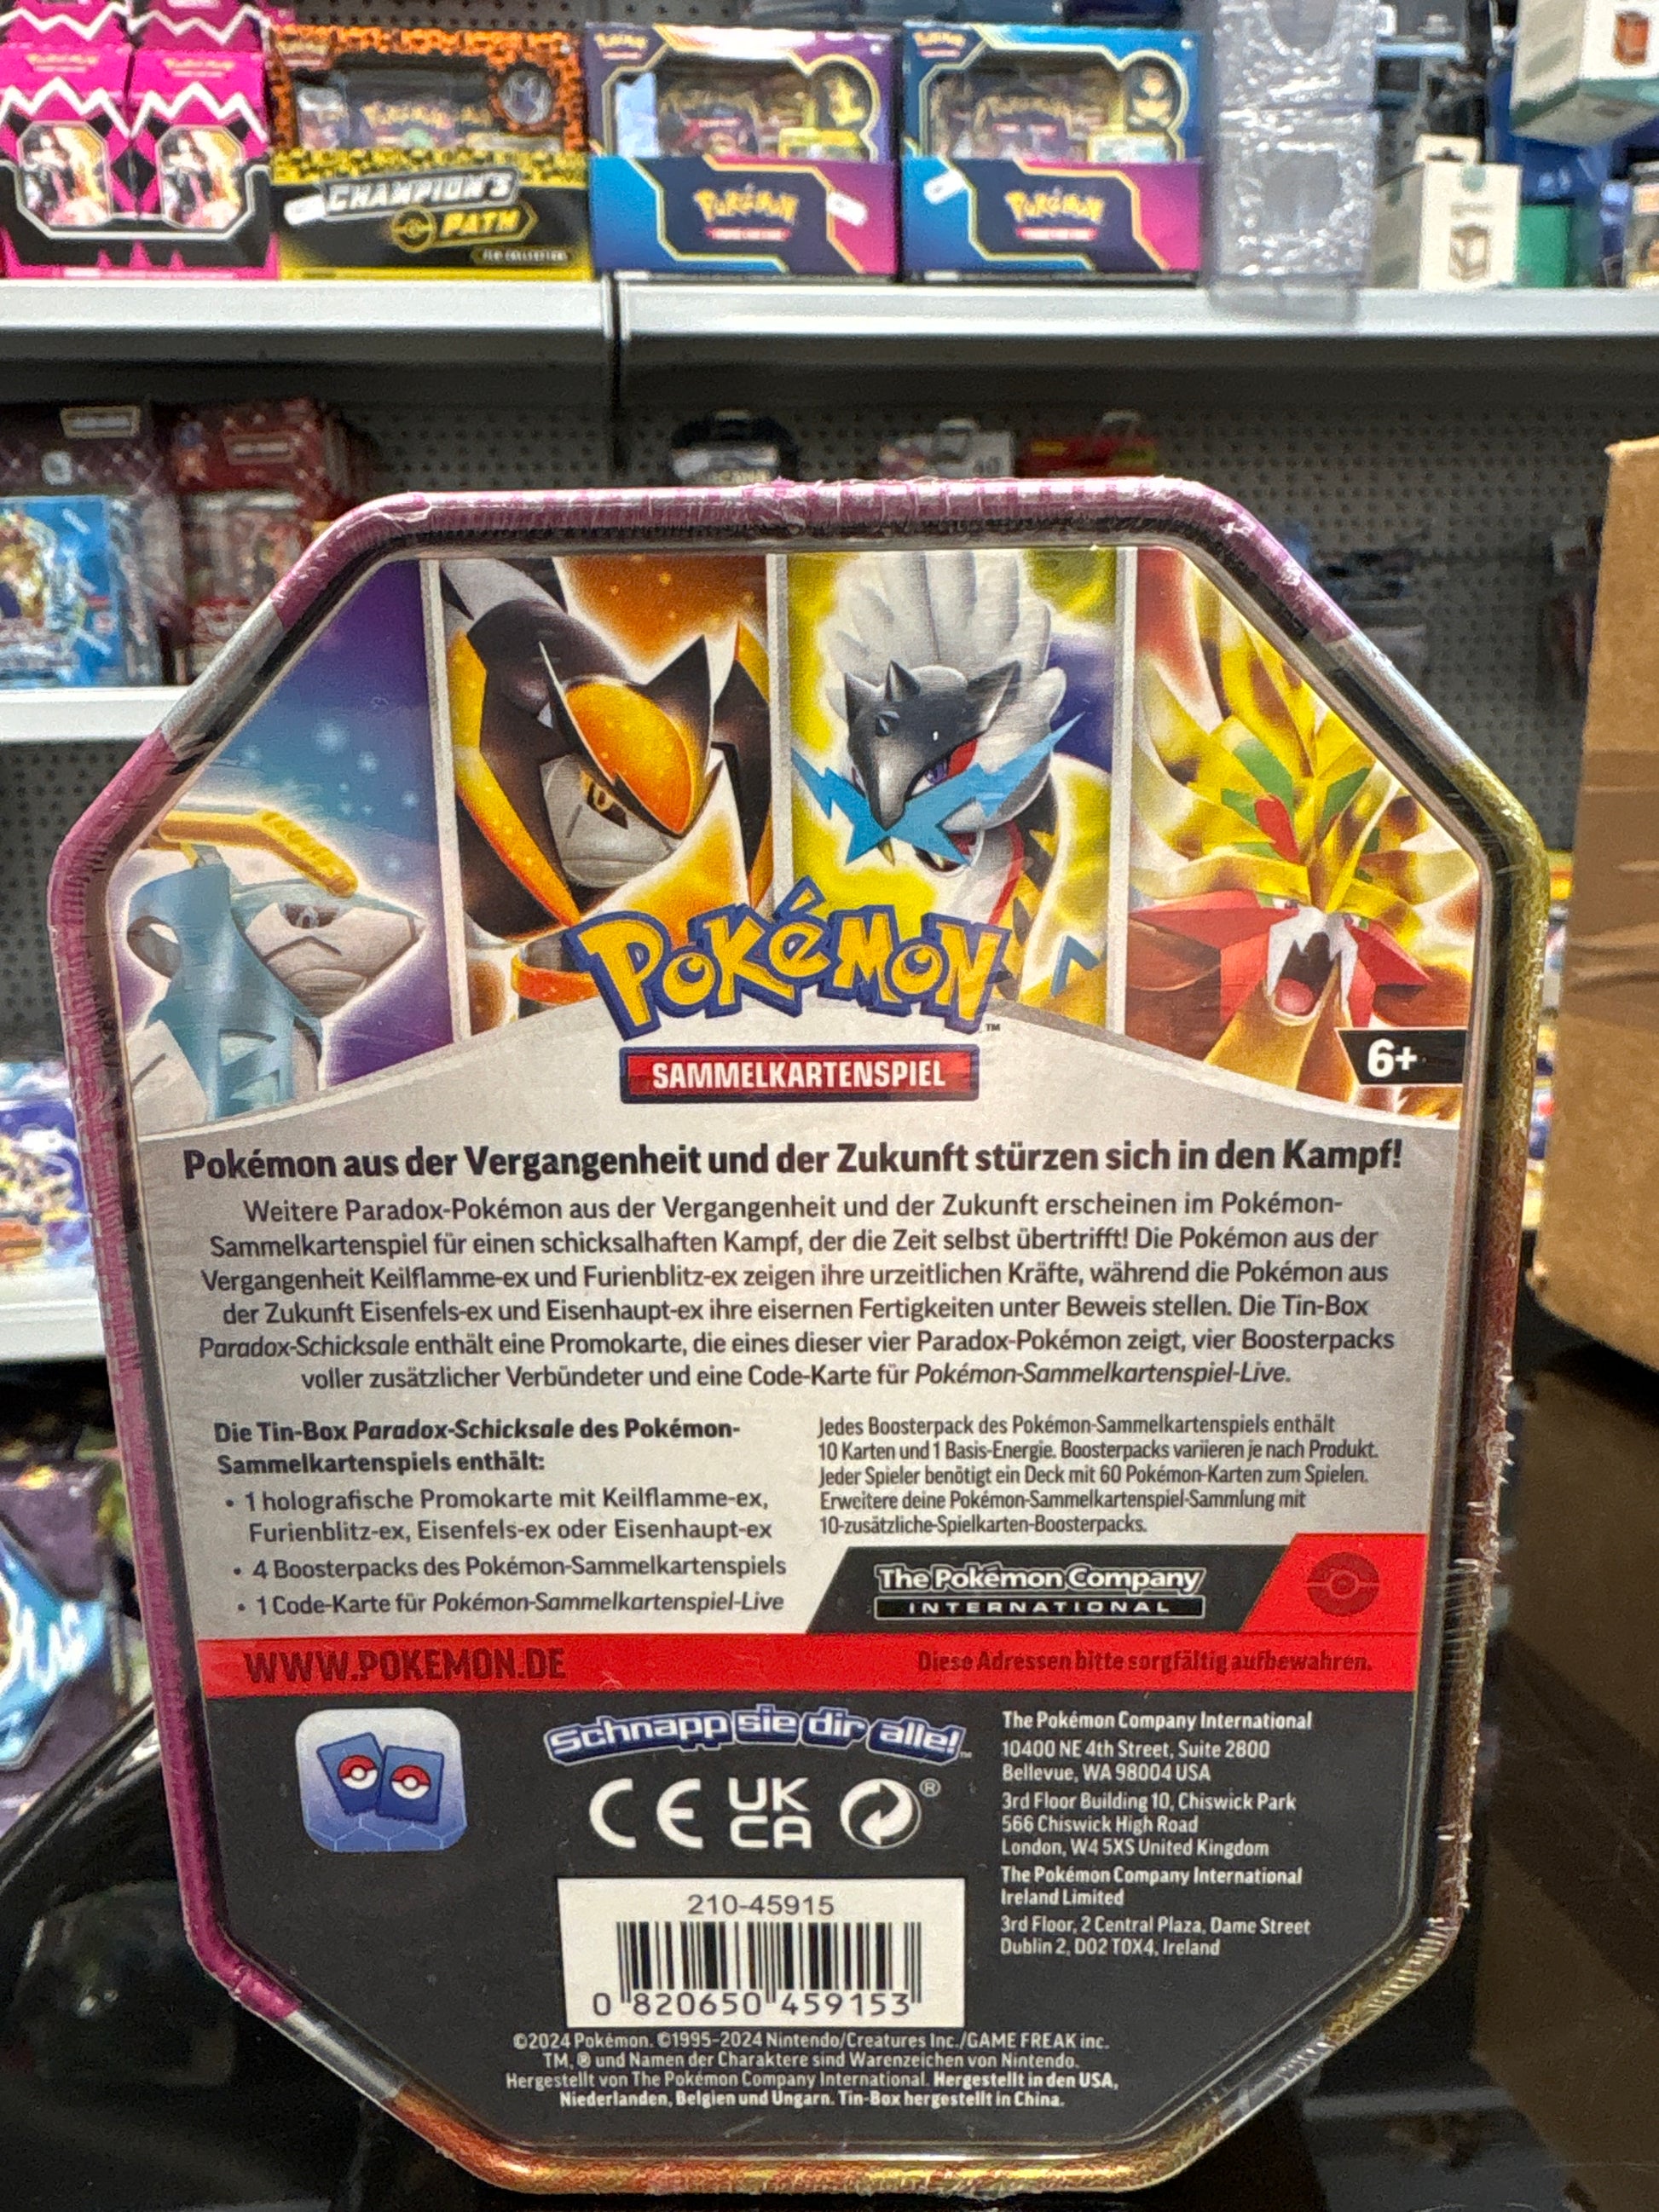 CHAMPION'S
PATH
Pokémon
Pokémon
Pokémon
™
SAMMELKARTENSPIEL
6+
Pokémon aus der Vergangenheit und der Zukunft stürzen sich in den Kampf!
Weitere Paradox-Pokémon aus der Vergangenheit und der Zukunft erscheinen im Pokémon-
Sammelkartenspiel für einen schicksalhaften Kampf, der die Zeit selbst übertrifft! Die Pokémon aus der
Vergangenheit Keilflamme-ex und Furienblitz-ex zeigen ihre urzeitlichen Kräfte, während die Pokémon aus
der Zukunft Eisenfels-ex und Eisenhaupt-ex ihre eisernen Fertigkeiten unter Beweis stellen. Die Tin-Box
Paradox-Schicksale enthält eine Promokarte, die eines dieser vier Paradox-Pokémon zeigt, vier Boosterpacks
voller zusätzlicher Verbündeter und eine Code-Karte für Pokémon-Sammelkartenspiel-Live.
Die Tin-Box Paradox-Schicksale des Pokémon-
Sammelkartenspiels enthält:
• 1 holografische Promokarte mit Keilflamme-ex,
Furienblitz-ex, Eisenfels-ex oder Eisenhaupt-ex
• 4 Boosterpacks des Pokémon-Sammelkartenspiels
• 1 Code-Karte für Pokémon-Sammelkartenspiel-Live
Jedes Boosterpack des Pokémon-Sammelkartenspiels enthält
10 Karten und 1 Basis-Energie. Boosterpacks variieren je nach Produkt.
Jeder Spieler benötigt ein Deck mit 60 Pokémon-Karten zum Spielen.
Erweitere deine Pokémon-Sammelkartenspiel-Sammlung mit
10-zusätzliche-Spielkarten-Boosterpacks.
The Pokémon Company
INTERNATIONAL
WWW.POKEMON.DE
Diese Adressen bitte sorgfältig aufbewahren.
Schnapp sie dir alle!™
CE UK CA ®
The Pokémon Company International
10400 NE 4th Street, Suite 2800
Bellevue, WA 98004 USA
3rd Floor Building 10, Chiswick Park
566 Chiswick High Road
London, W4 5XS United Kingdom
The Pokémon Company International
Ireland Limited
3rd Floor, 2 Central Plaza, Dame Street
Dublin 2, D02 T0X4, Ireland
210-45915
0 820650 459153
©2024 Pokémon. ©1995–2024 Nintendo/Creatures Inc./GAME FREAK inc.
TM, ® und Namen der Charaktere sind Warenzeichen von Nintendo.
Hergestellt von The Pokémon Company International. Hergestellt in den USA,
Niederlanden, Belgien und Ungarn. Tin-Box hergestellt in China.